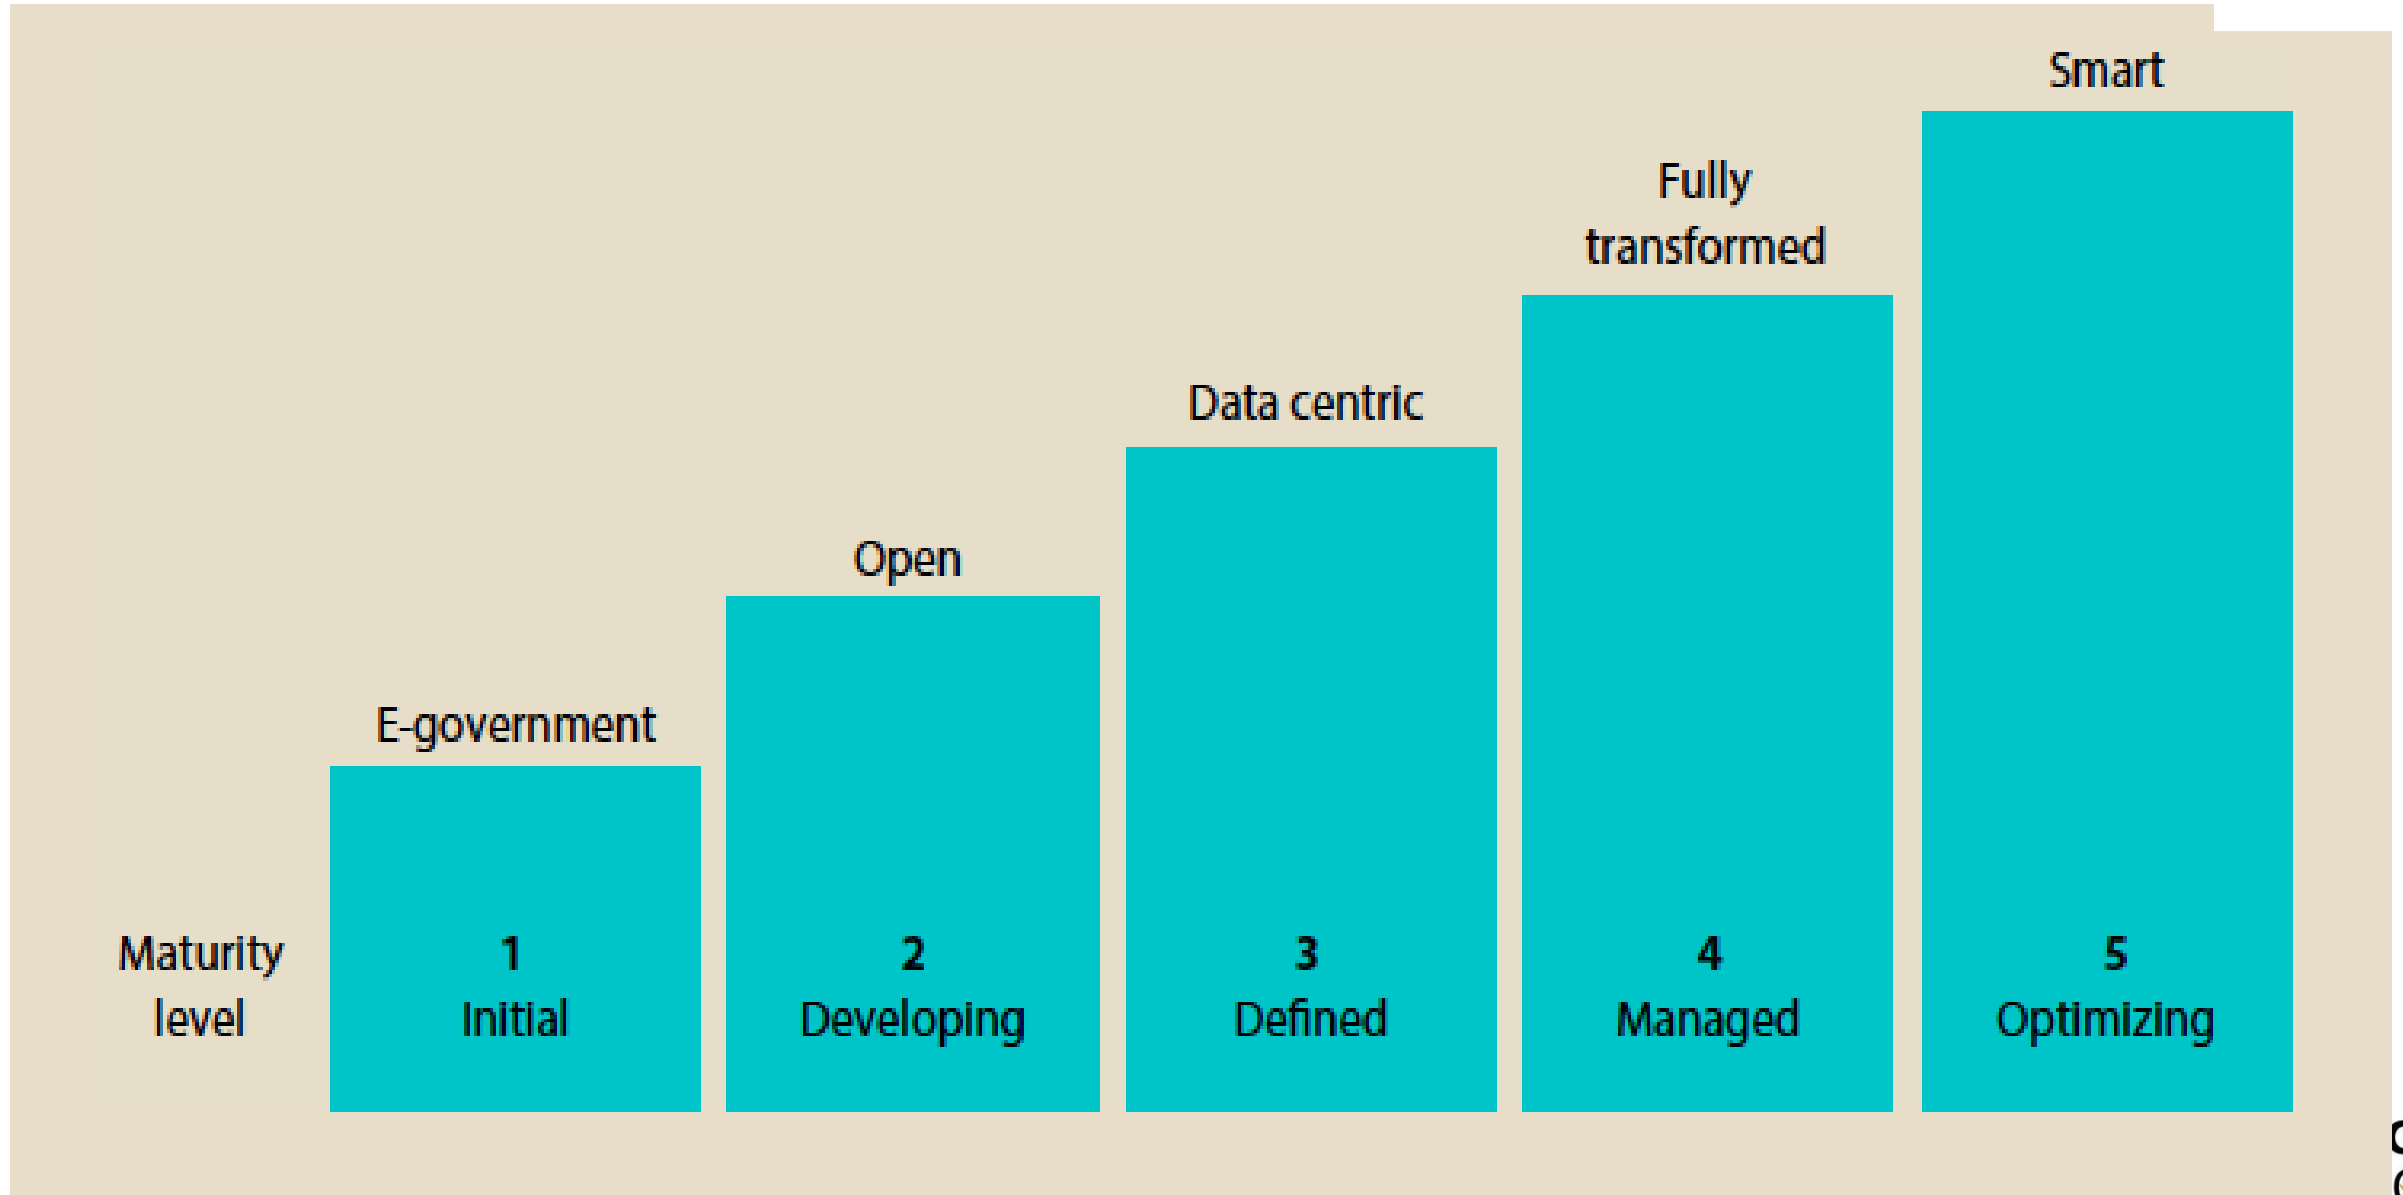 Smart
Fully
transformed
Data centric
Open
E-government
Maturity
level
1
Initial
2
Developing
3
Defined
4
Managed
5
Optimizing